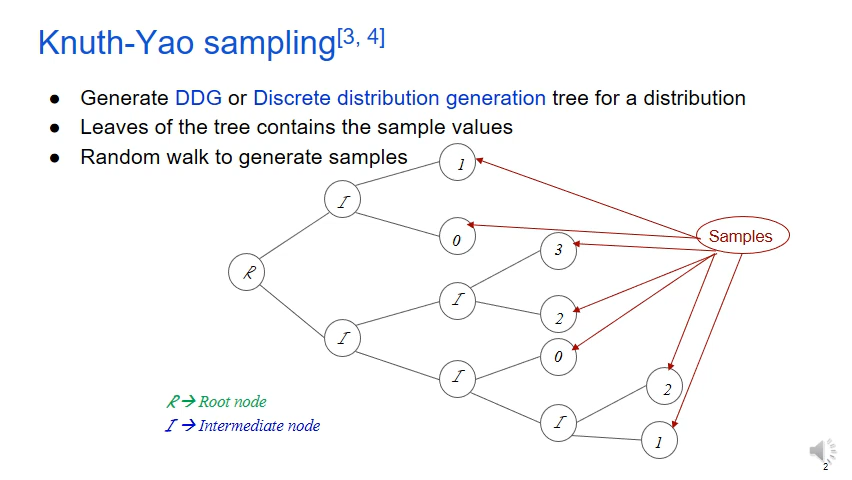 Knuth-Yao sampling[3, 4]
● Generate DDG or Discrete distribution generation tree for a distribution
● Leaves of the tree contains the sample values
● Random walk to generate samples
1
I
0
Samples
3
R
I
2
I
0
I
2
R → Root node
I
I → Intermediate node
1
2